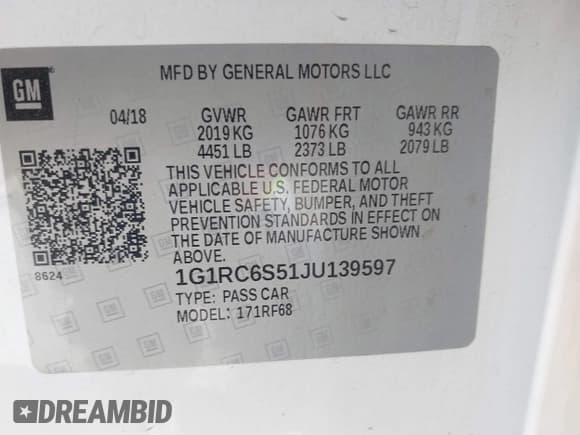 GM
MFD BY GENERAL MOTORS LLC
04/18 GVWR GAWR FRT GAWR RR
2019 KG 1076 KG 943 KG
4451 LB 2373 LB 2079 LB
THIS VEHICLE CONFORMS TO ALL
APPLICABLE U.S. FEDERAL MOTOR
VEHICLE SAFETY, BUMPER, AND THEFT
PREVENTION STANDARDS IN EFFECT ON
THE DATE OF MANUFACTURE SHOWN
ABOVE.
8624
1G1RC6S51JU139597
TYPE: PASS CAR
MODEL: 171RF68
DREAMBID